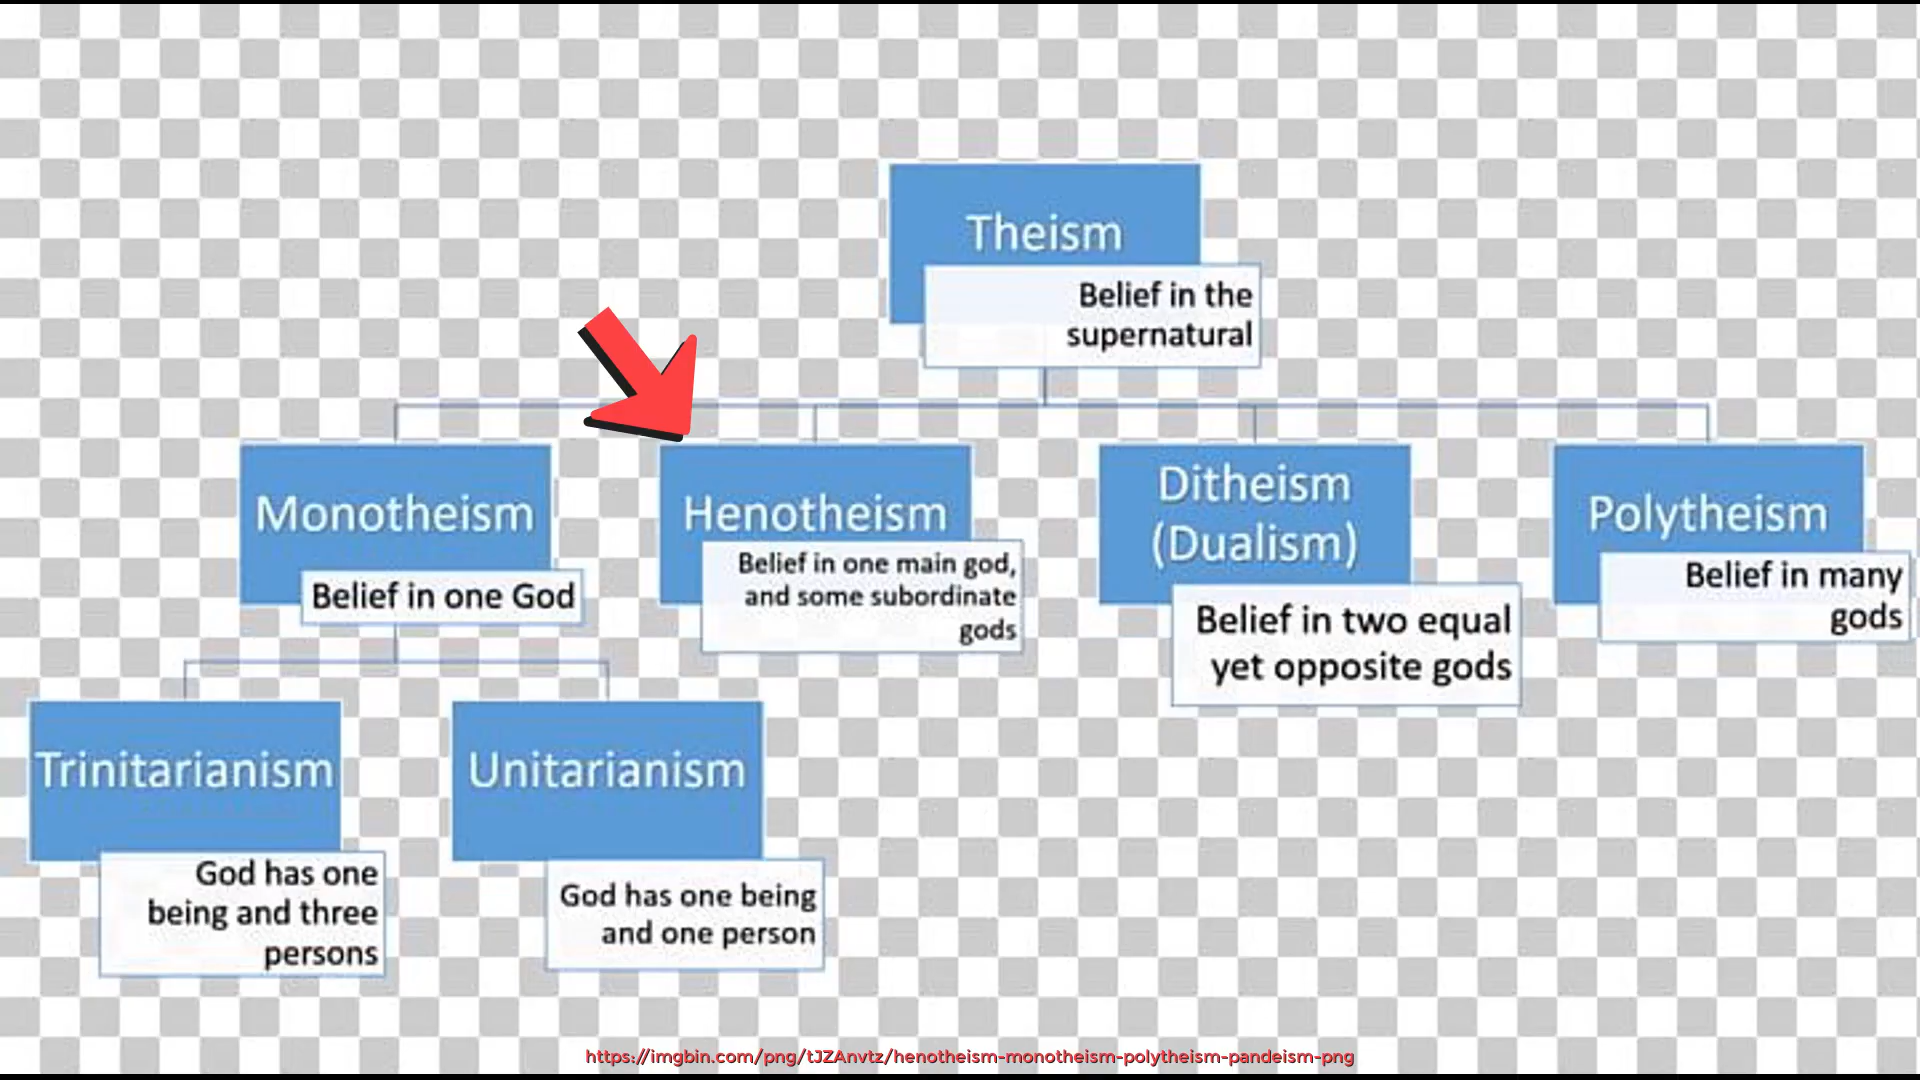 Theism
Belief in the
supernatural
Monotheism
Belief in one God
Henotheism
Belief in one main god,
and some subordinate
gods
Ditheism
(Dualism)
Belief in two equal
yet opposite gods
Polytheism
Belief in many
gods
Trinitarianism
God has one
being and three
persons
Unitarianism
God has one being
and one person
https://imgbin.com/png/tJZAnvtz/henotheism-monotheism-polytheism-pandeism-png